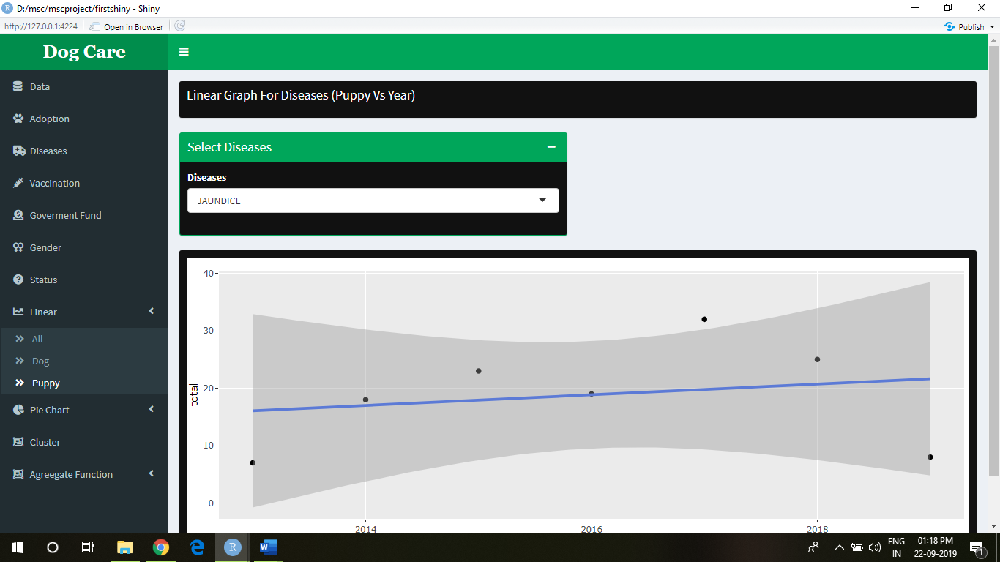 D:/msc/mscproject/firstshiny - Shiny
http://127.0.0.1:4224
Open in Browser
Publish
Dog Care
Data
Adoption
Diseases
Vaccination
Goverment Fund
Gender
Status
Linear
All
Dog
Puppy
Pie Chart
Cluster
Agreegate Function
Linear Graph For Diseases (Puppy Vs Year)
Select Diseases
Diseases
JAUNDICE
40
30
20
10
0
total
2014 2016 2018
ENG
IN
01:18 PM
22-09-2019
1